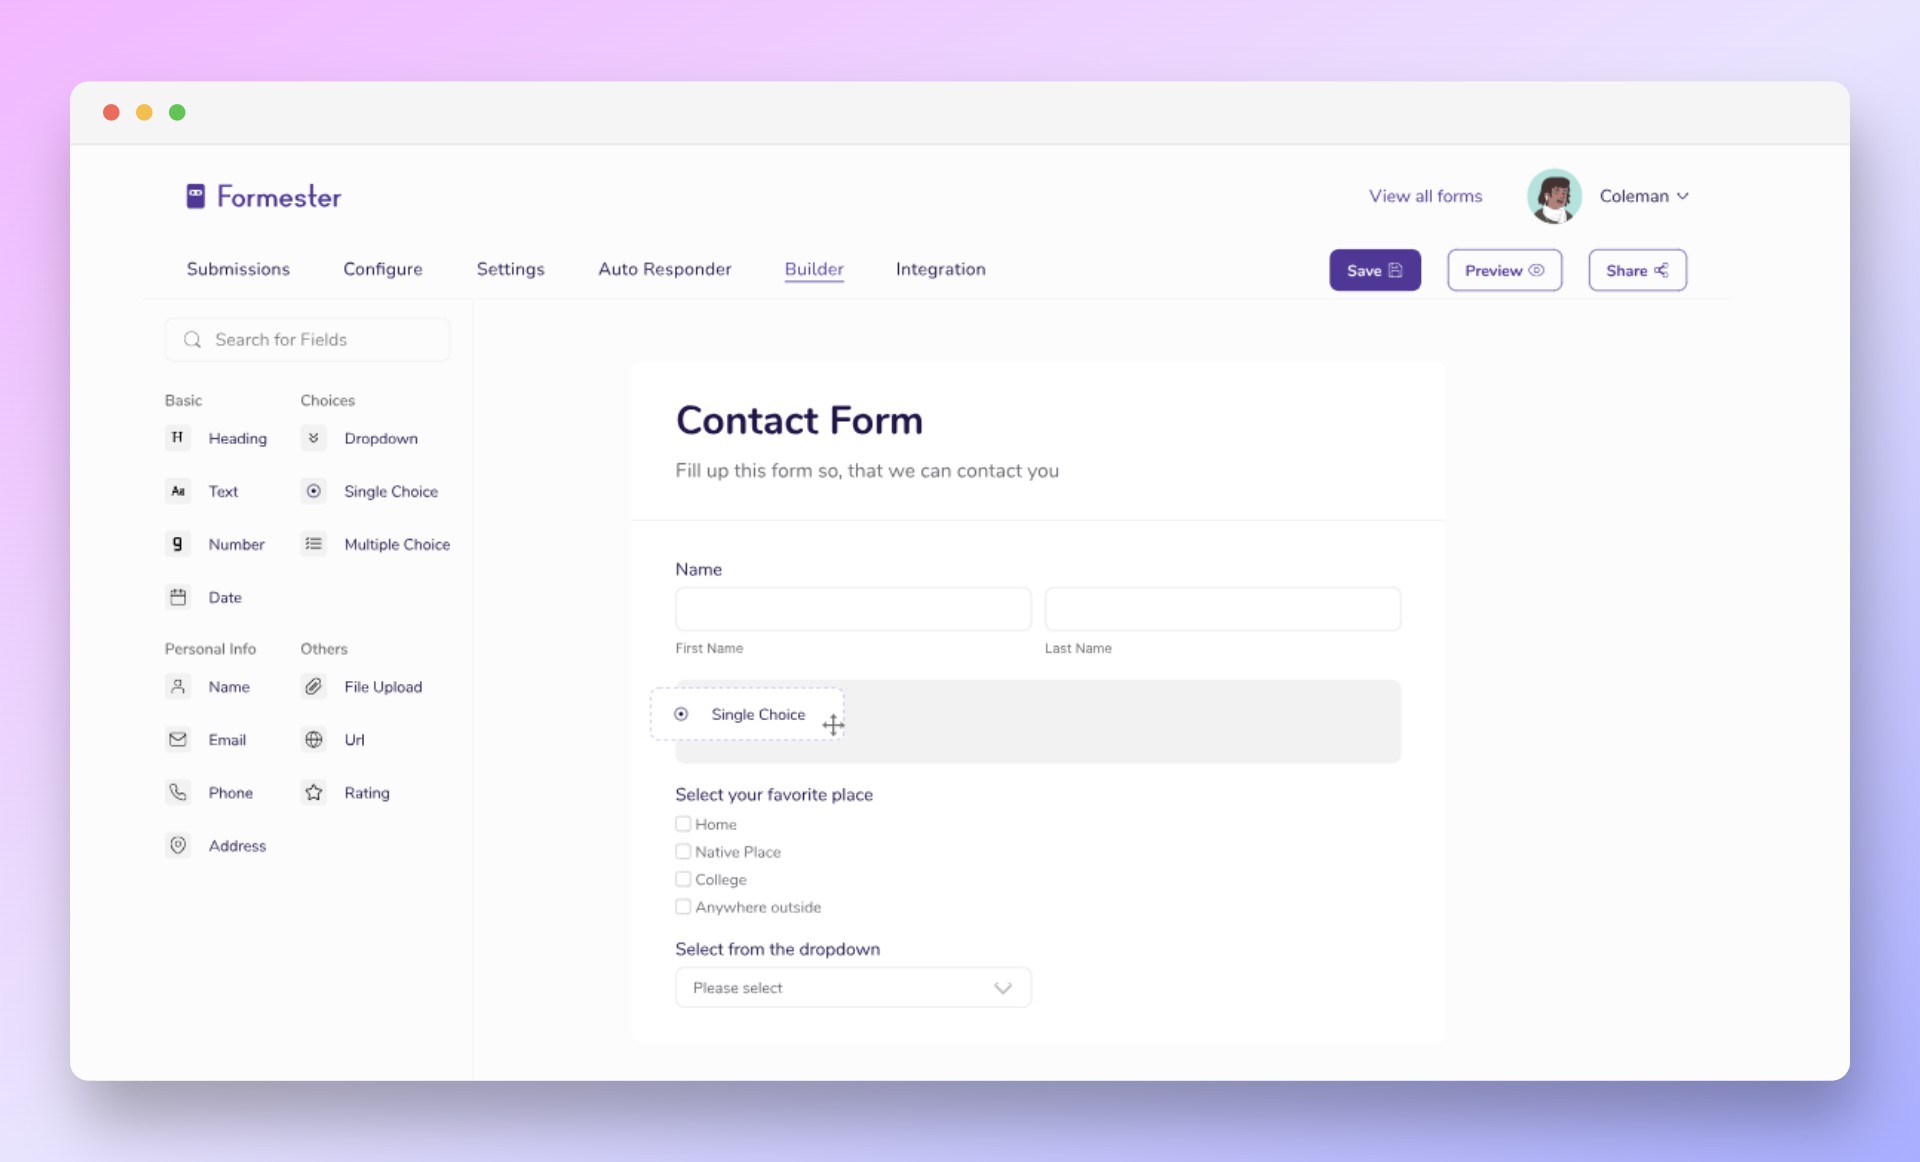 Formester
View all forms
Coleman
Submissions Configure Settings Auto Responder Builder Integration
Save Preview Share
Search for Fields
Basic
Heading
Text
Number
Date
Choices
Dropdown
Single Choice
Multiple Choice
Personal Info
Name
Email
Phone
Address
Others
File Upload
Url
Rating
Contact Form
Fill up this form so, that we can contact you
Name
First Name Last Name
Single Choice
Select your favorite place
Home
Native Place
College
Anywhere outside
Select from the dropdown
Please select